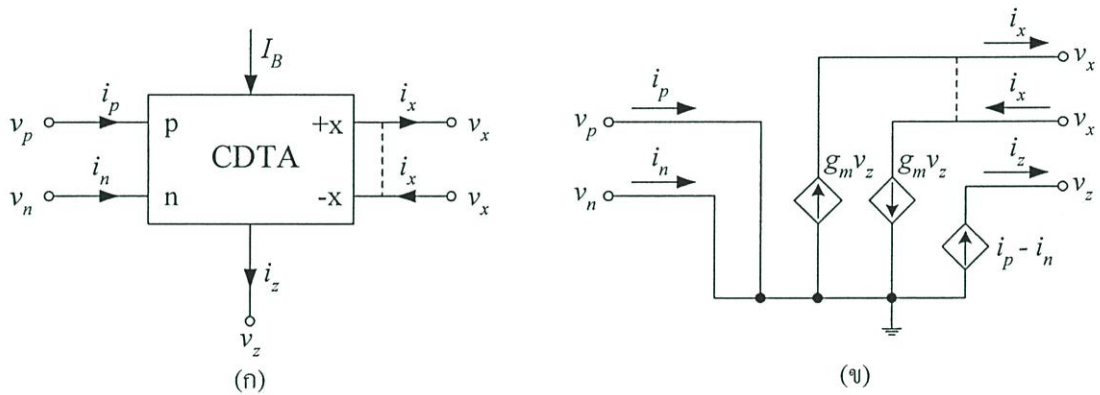 I_B
i_p
i_x
v_p
p
+x
v_x
CDTA
i_n
i_x
v_n
n
-x
v_x
i_z
v_z
(ก)
i_x
v_x
i_p
i_x
v_p
v_x
i_n
g_m v_z
g_m v_z
i_z
v_n
v_z
i_p - i_n
(ข)